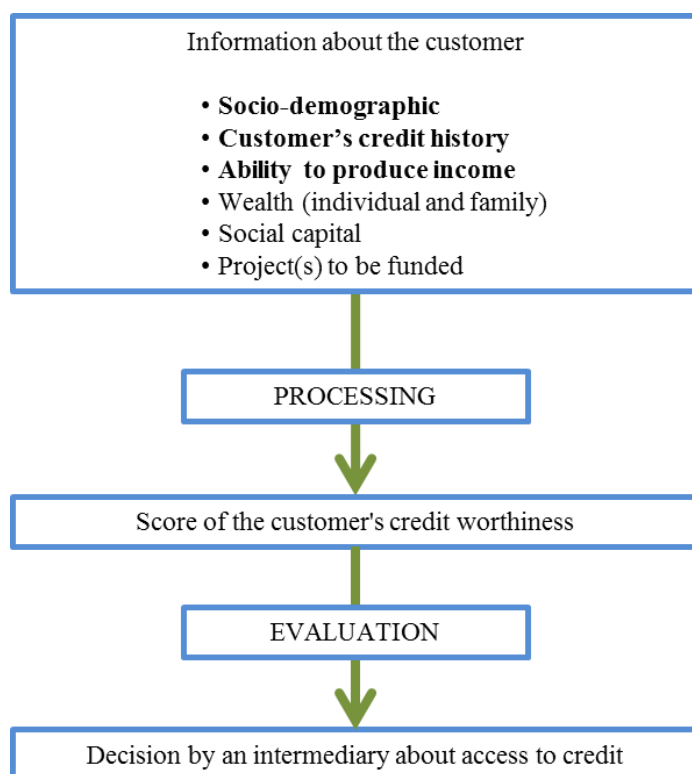 Information about the customer
• Socio-demographic
• Customer’s credit history
• Ability to produce income
• Wealth (individual and family)
• Social capital
• Project(s) to be funded
PROCESSING
Score of the customer's credit worthiness
EVALUATION
Decision by an intermediary about access to credit